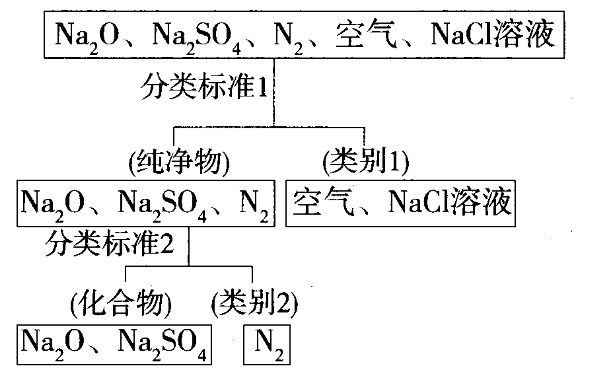 Na₂O、Na₂SO₄、N₂、空气、NaCl溶液
分类标准1
(纯净物) (类别1)
Na₂O、Na₂SO₄、N₂ 空气、NaCl溶液
分类标准2
(化合物) (类别2)
Na₂O、Na₂SO₄ N₂